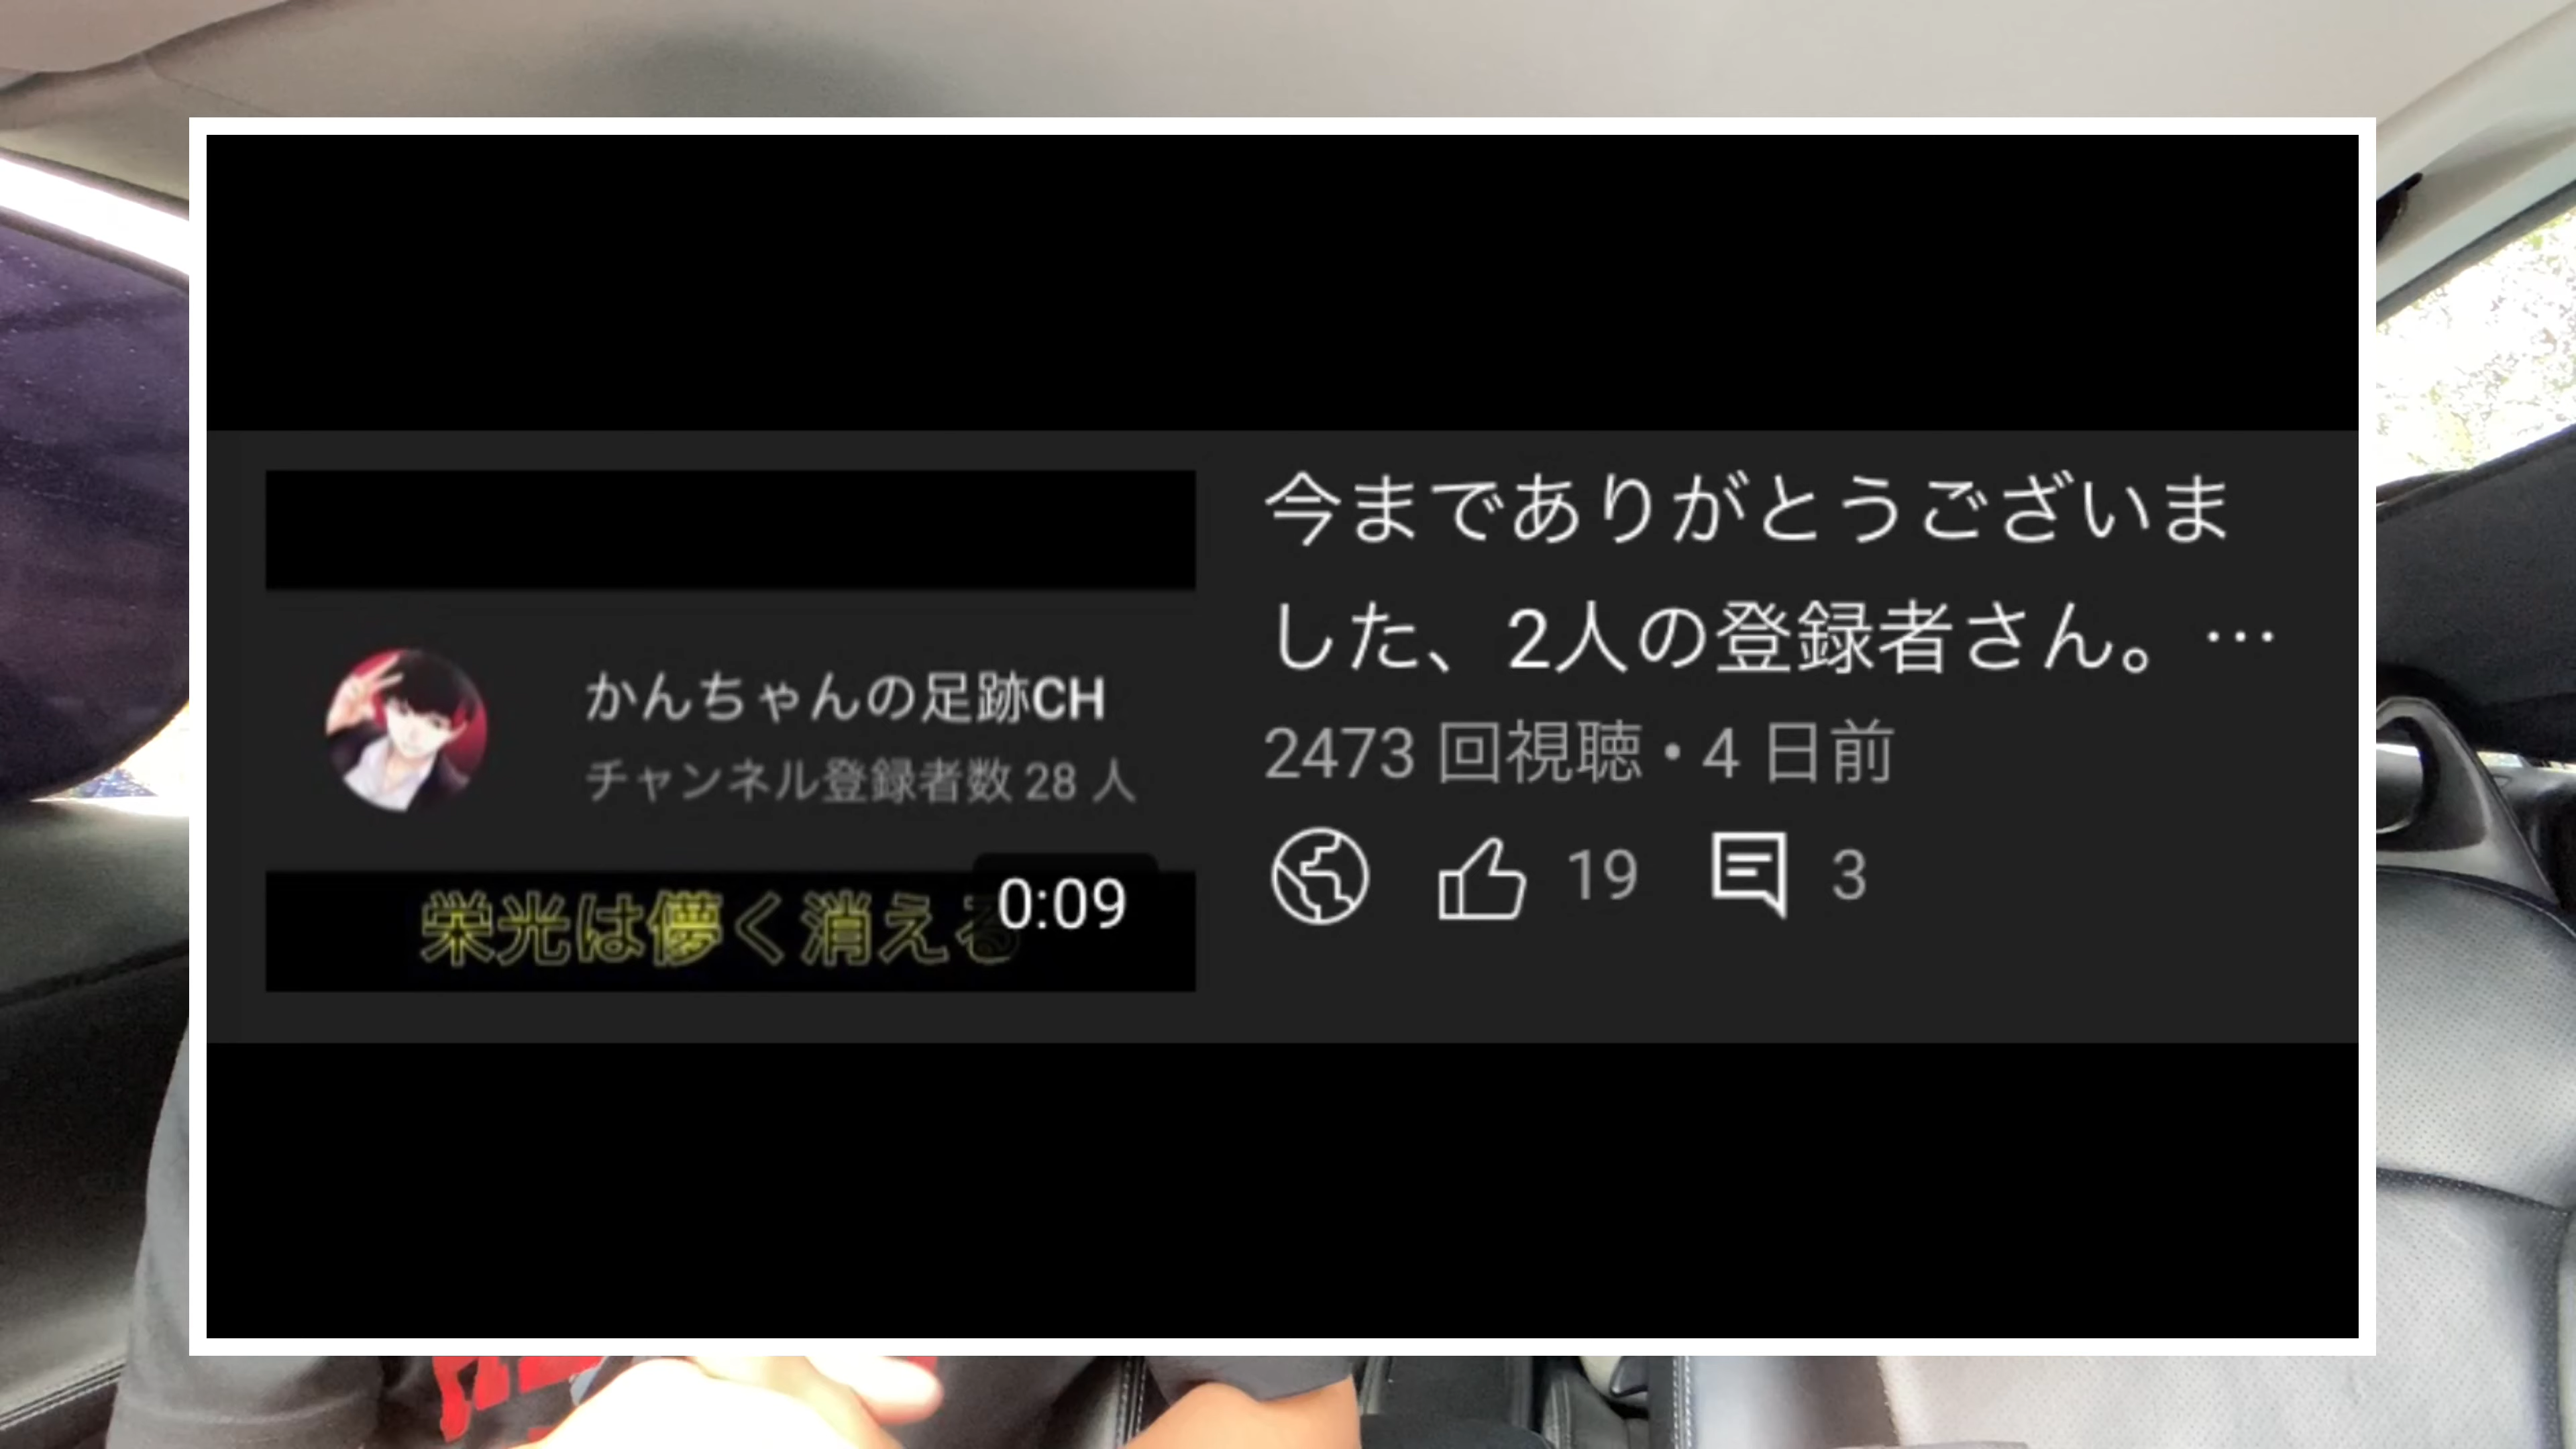 かんちゃんの足跡CH
チャンネル登録者数 28 人
栄光は儚く消える
0:09
今までありがとうございま
した、2人の登録者さん。…
2473 回視聴・4 日前
19
3